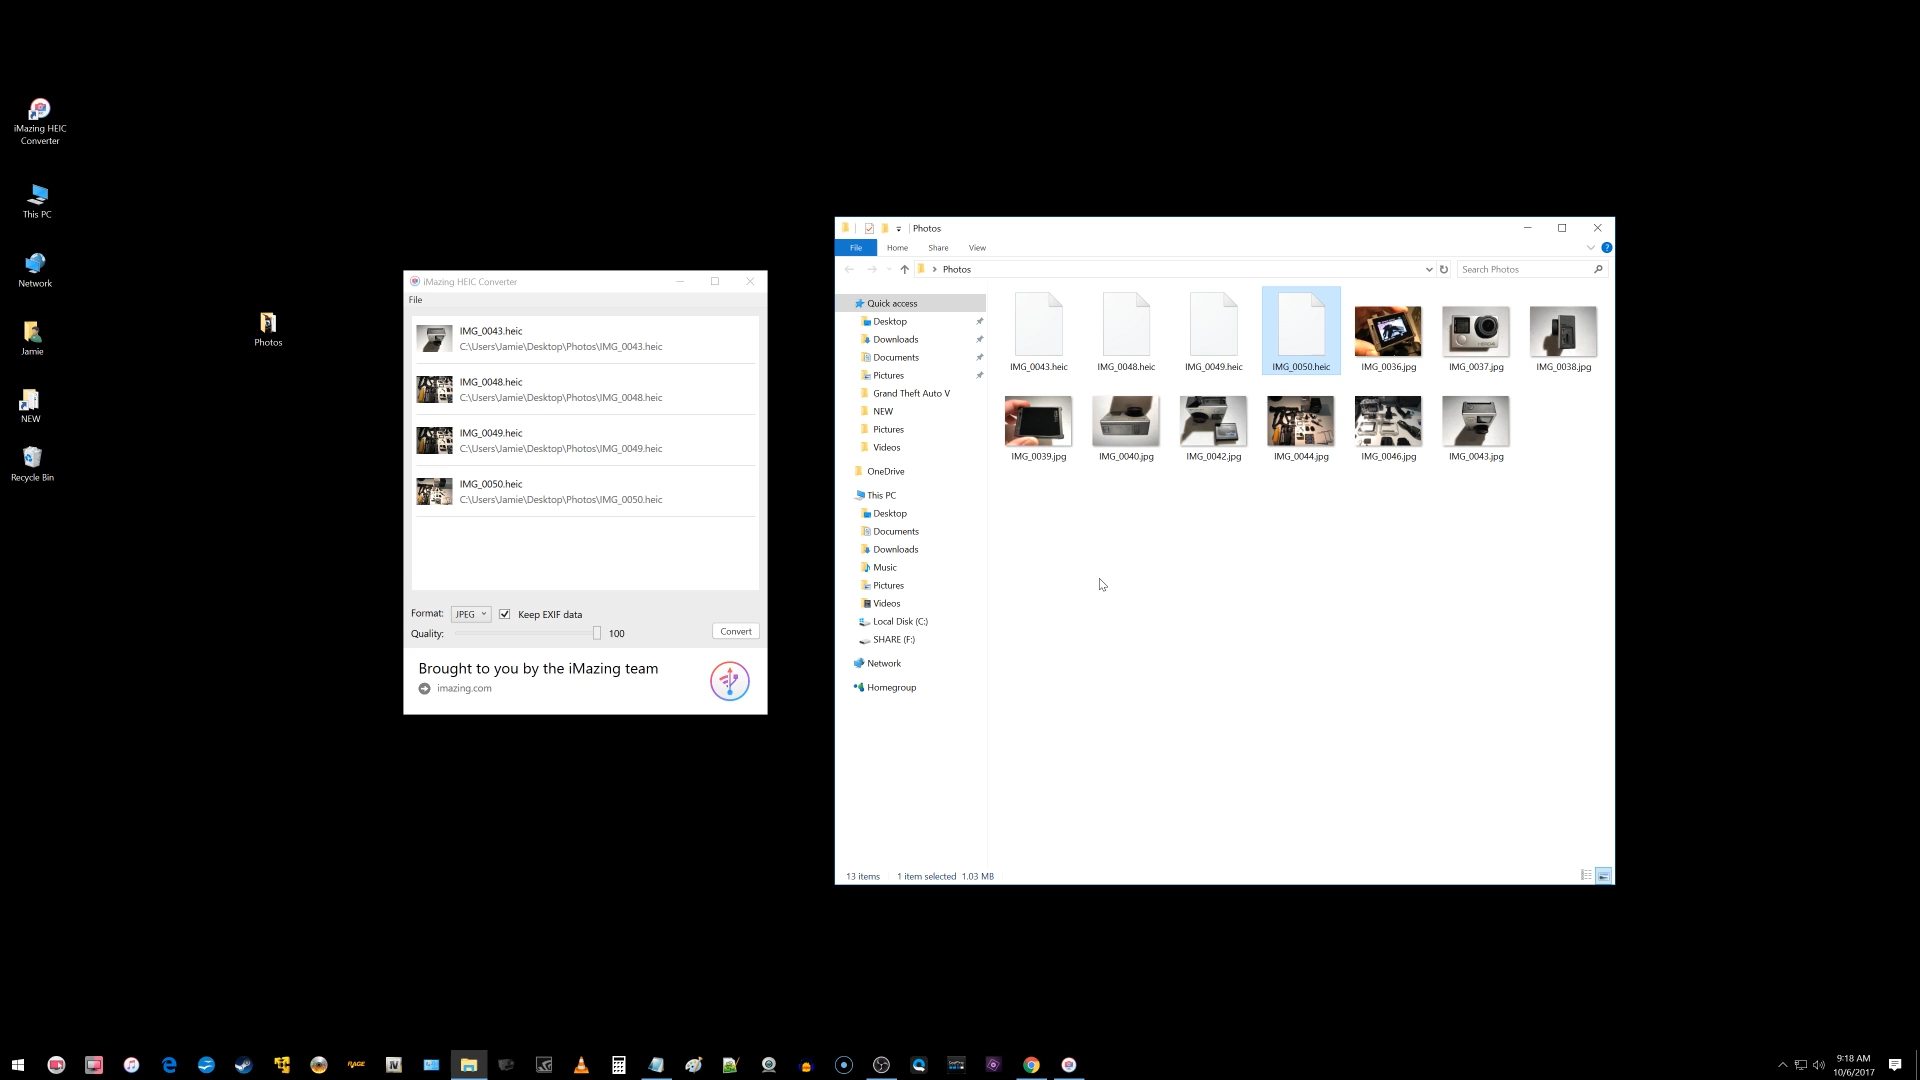 iMazing HEIC
Converter
This PC
Network
Jamie
NEW
Recycle Bin
Photos
iMazing HEIC Converter
File
IMG_0043.heic
C:\Users\Jamie\Desktop\Photos\IMG_0043.heic
IMG_0048.heic
C:\Users\Jamie\Desktop\Photos\IMG_0048.heic
IMG_0049.heic
C:\Users\Jamie\Desktop\Photos\IMG_0049.heic
IMG_0050.heic
C:\Users\Jamie\Desktop\Photos\IMG_0050.heic
Format: JPEG Keep EXIF data
Quality: 100
Convert
Brought to you by the iMazing team
imazing.com
Photos
File Home Share View
Photos
Search Photos
Quick access
Desktop
Downloads
Documents
Pictures
Grand Theft Auto V
NEW
Pictures
Videos
OneDrive
This PC
Desktop
Documents
Downloads
Music
Pictures
Videos
Local Disk (C:)
SHARE (F:)
Network
Homegroup
IMG_0043.heic IMG_0048.heic IMG_0049.heic IMG_0050.heic IMG_0036.jpg IMG_0037.jpg IMG_0038.jpg
IMG_0039.jpg IMG_0040.jpg IMG_0042.jpg IMG_0044.jpg IMG_0046.jpg IMG_0043.jpg
13 items 1 item selected 1.03 MB
RAGE
IV
9:18 AM
10/6/2017